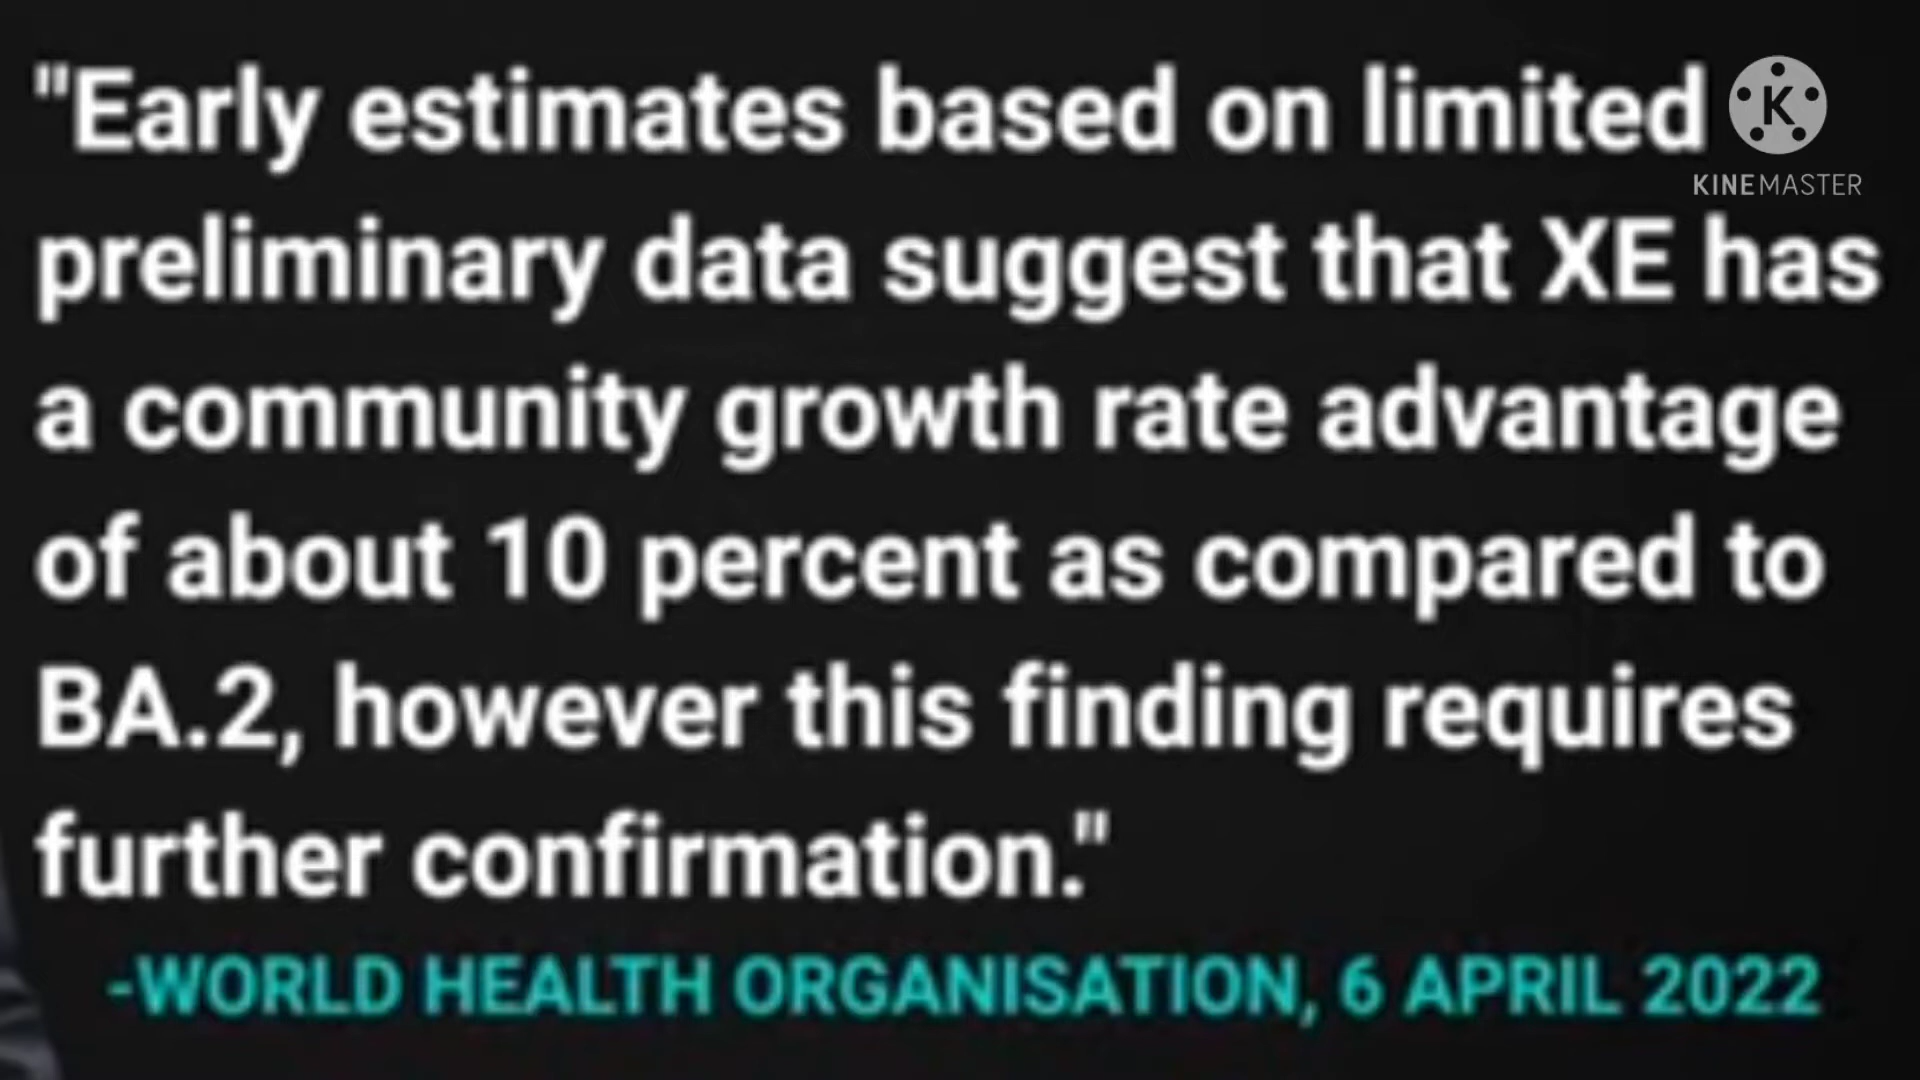 "Early estimates based on limited
preliminary data suggest that XE has
a community growth rate advantage
of about 10 percent as compared to
BA.2, however this finding requires
further confirmation."
-WORLD HEALTH ORGANISATION, 6 APRIL 2022
K
KINEMASTER